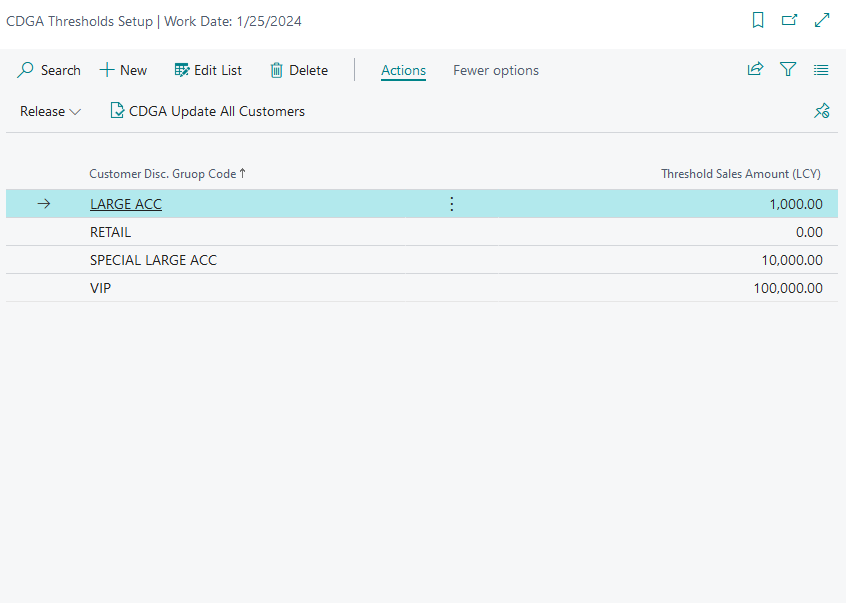 CDGA Thresholds Setup | Work Date: 1/25/2024
Search New Edit List Delete Actions Fewer options
Release CDGA Update All Customers
Customer Disc. Gruop Code ↑ Threshold Sales Amount (LCY)
LARGE ACC 1,000.00
RETAIL 0.00
SPECIAL LARGE ACC 10,000.00
VIP 100,000.00